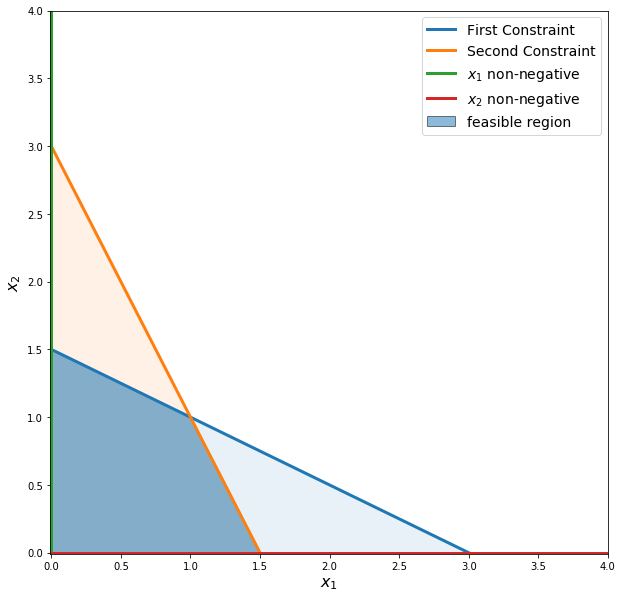 4.0
3.5
3.0
2.5
2.0
1.5
1.0
0.5
0.0
x₂
0.0 0.5 1.0 1.5 2.0 2.5 3.0 3.5 4.0
x₁
First Constraint
Second Constraint
x₁ non-negative
x₂ non-negative
feasible region